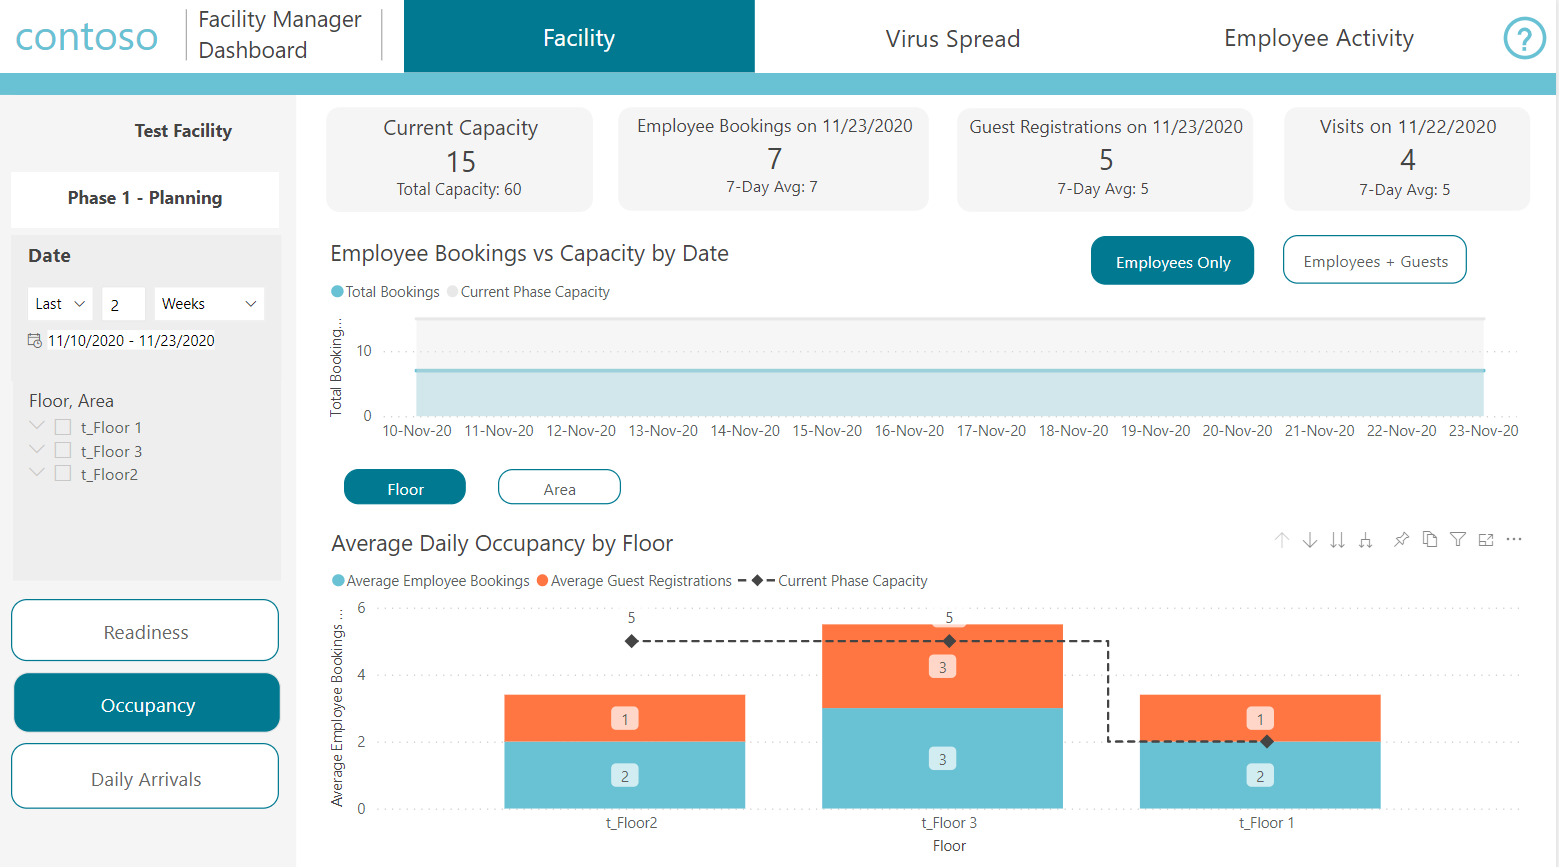 contoso
Facility Manager
Dashboard
Facility
Virus Spread
Employee Activity
?
Test Facility
Phase 1 - Planning
Date
Last
2
Weeks
11/10/2020 - 11/23/2020
Floor, Area
t_Floor 1
t_Floor 3
t_Floor2
Readiness
Occupancy
Daily Arrivals
Current Capacity
15
Total Capacity: 60
Employee Bookings on 11/23/2020
7
7-Day Avg: 7
Guest Registrations on 11/23/2020
5
7-Day Avg: 5
Visits on 11/22/2020
4
7-Day Avg: 5
Employee Bookings vs Capacity by Date
Employees Only
Employees + Guests
Total Bookings
Current Phase Capacity
Total Booking...
10
0
10-Nov-20 11-Nov-20 12-Nov-20 13-Nov-20 14-Nov-20 15-Nov-20 16-Nov-20 17-Nov-20 18-Nov-20 19-Nov-20 20-Nov-20 21-Nov-20 22-Nov-20 23-Nov-20
Floor
Area
Average Daily Occupancy by Floor
Average Employee Bookings
Average Guest Registrations
Current Phase Capacity
Average Employee Bookings ...
6
4
2
0
5
5
3
1
1
3
2
2
t_Floor2
t_Floor 3
t_Floor 1
Floor